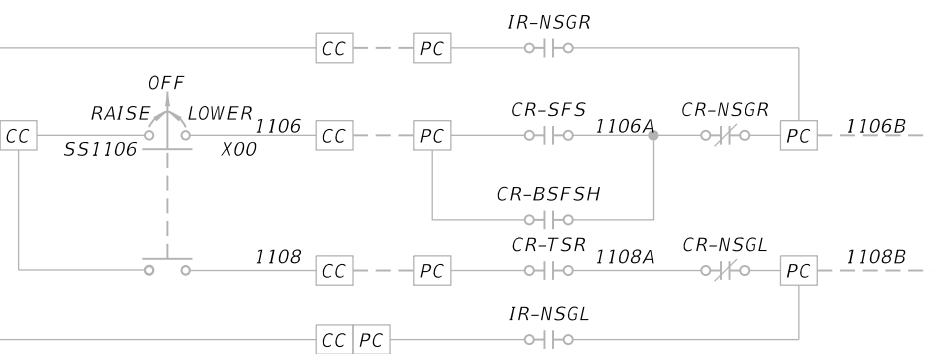 IR-NSGR
CC PC
OFF
RAISE LOWER
CR-SFS CR-NSGR
CC 1106 CC PC 1106A PC 1106B
SS1106 X00
CR-BSFSH
CR-TSR CR-NSGL
1108 CC PC 1108A PC 1108B
IR-NSGL
CC PC